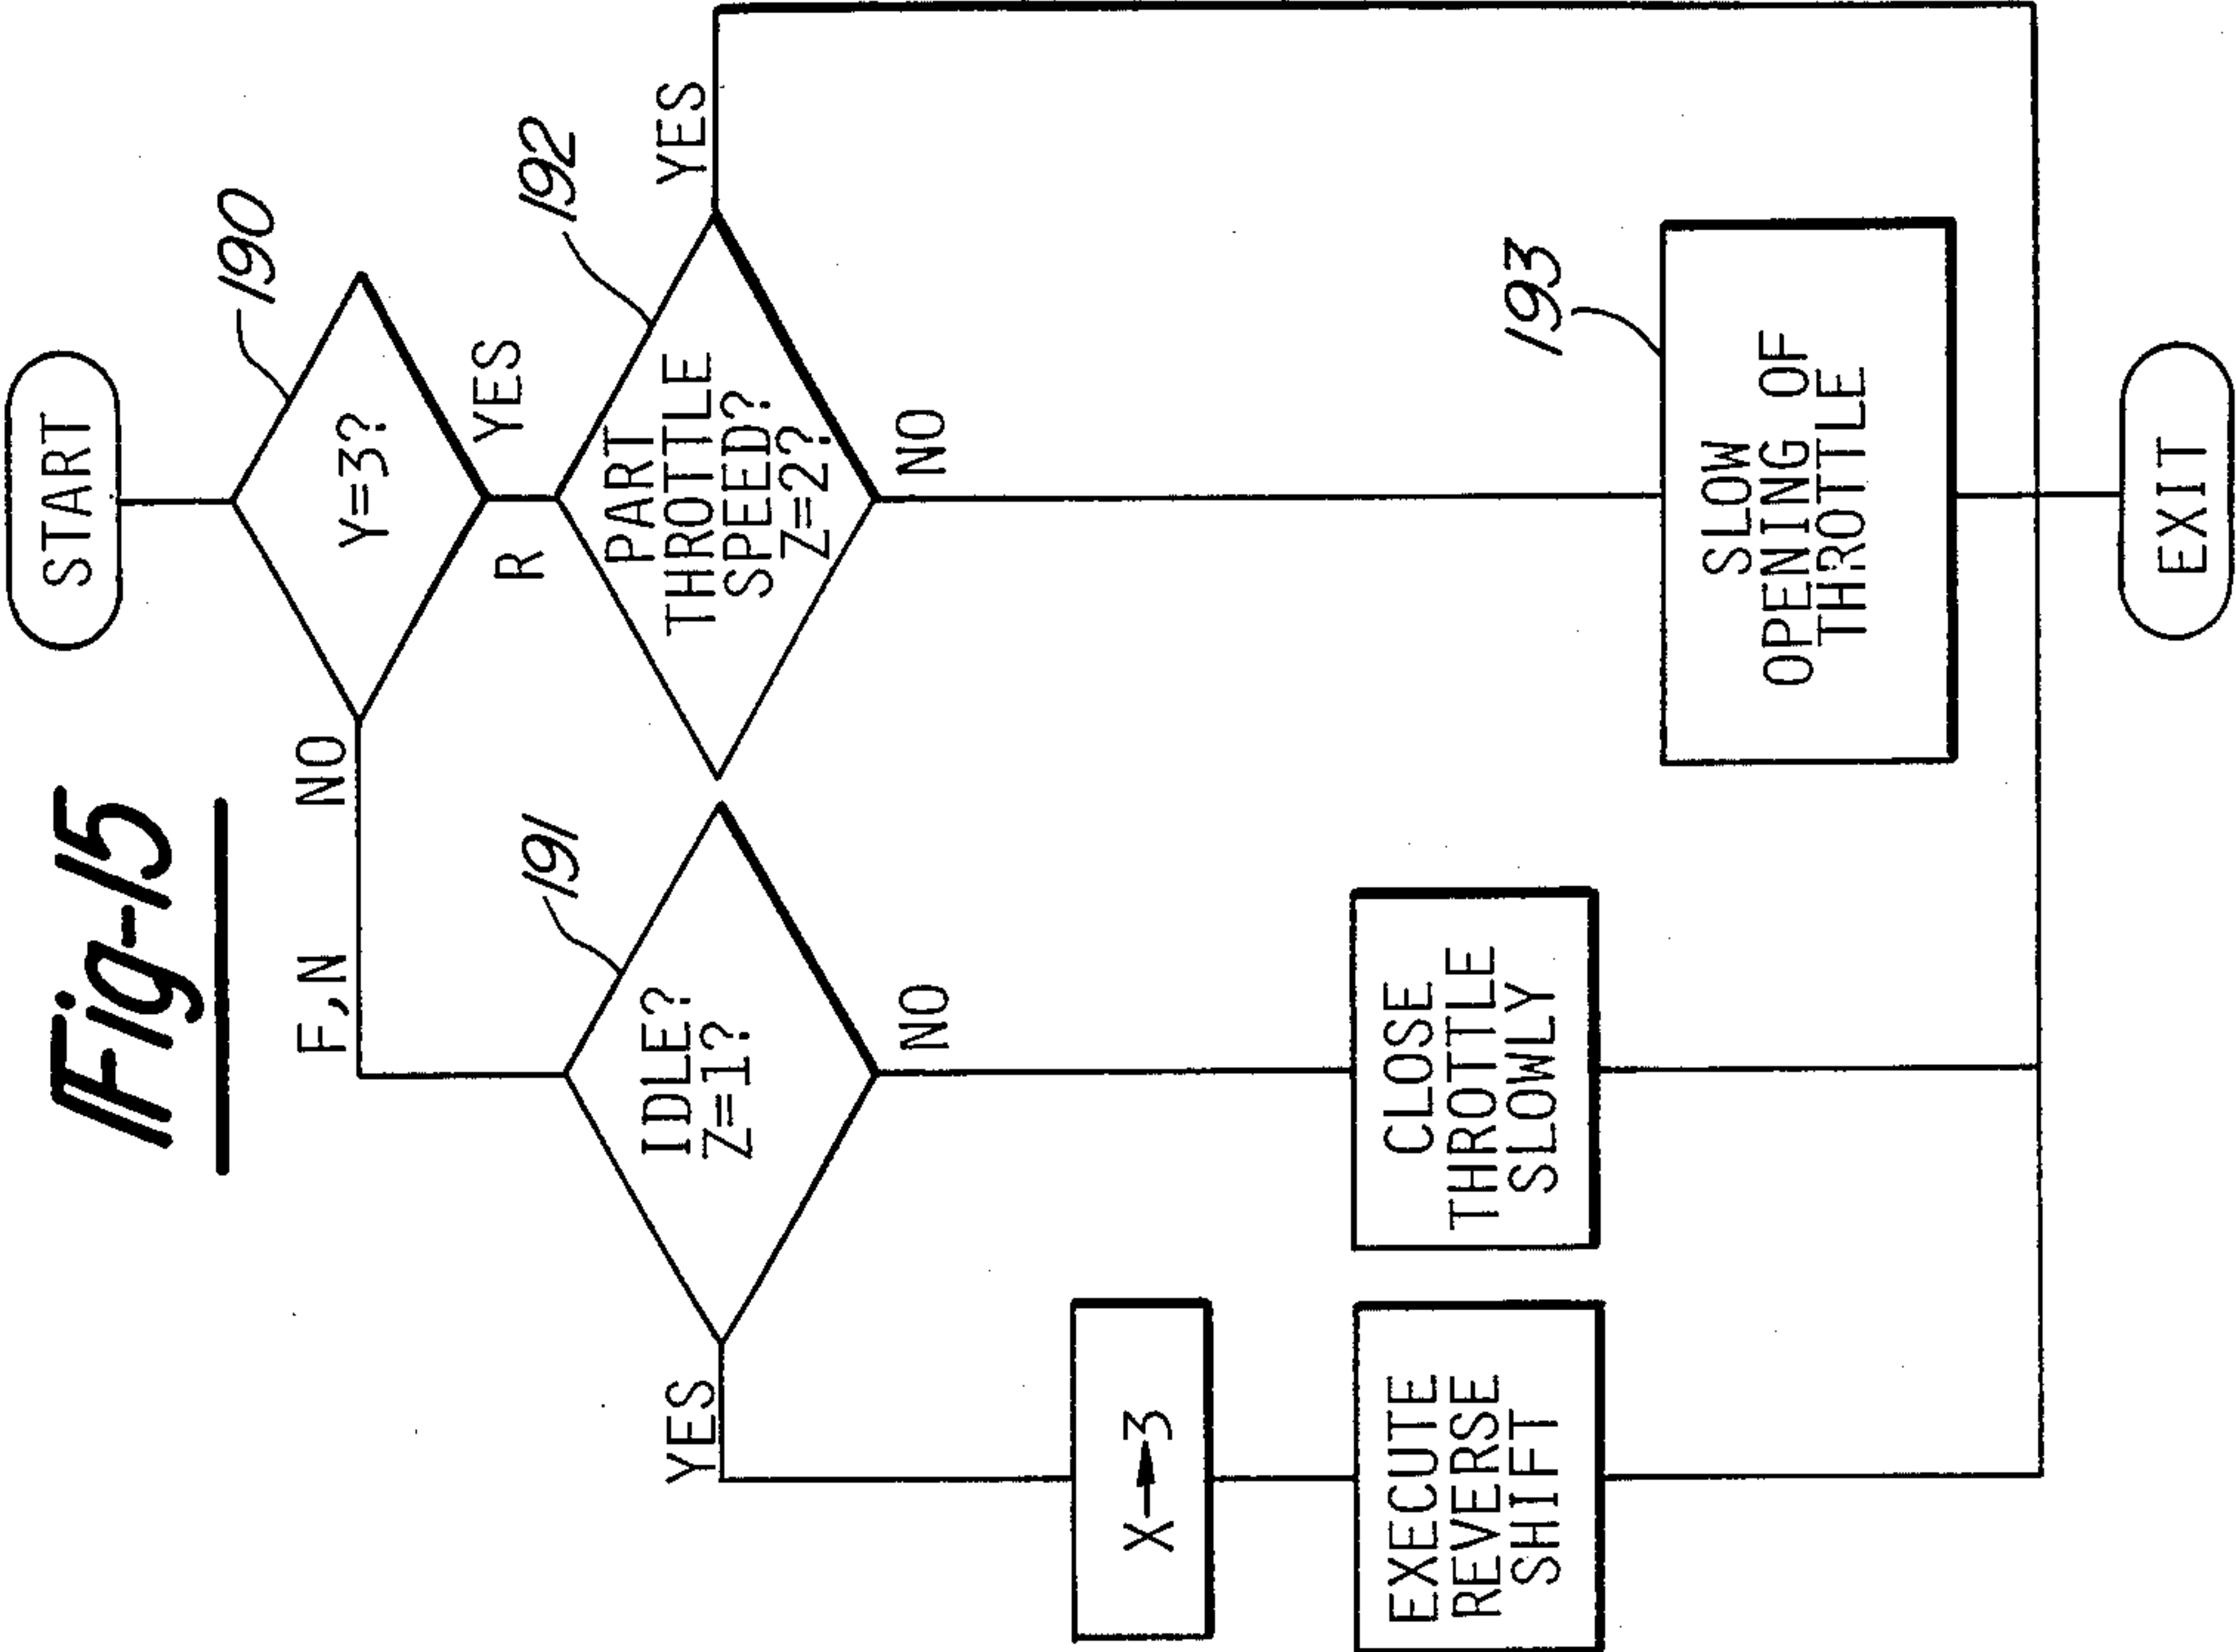 Fig-15
START
190
Y=3?
NO
F,N
YES
R
191
IDLE?
Z=1?
YES
NO
192
PART
THROTTLE
SPEED?
Z=2?
YES
NO
X→3
EXECUTE
REVERSE
SHIFT
CLOSE
THROTTLE
SLOWLY
193
SLOW
OPENING OF
THROTTLE
EXIT